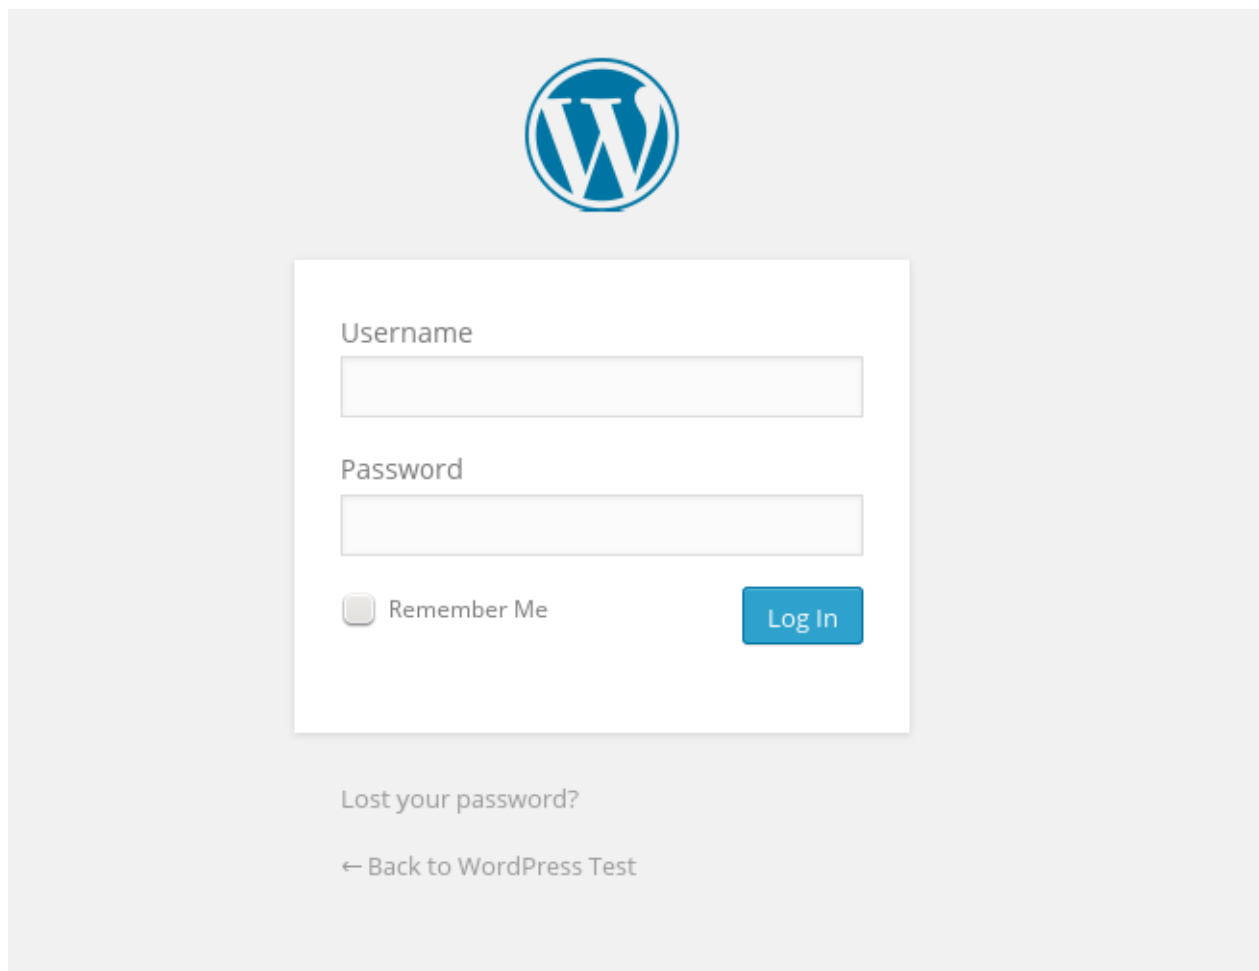 Username
Password
Remember Me
Log In
Lost your password?
← Back to WordPress Test